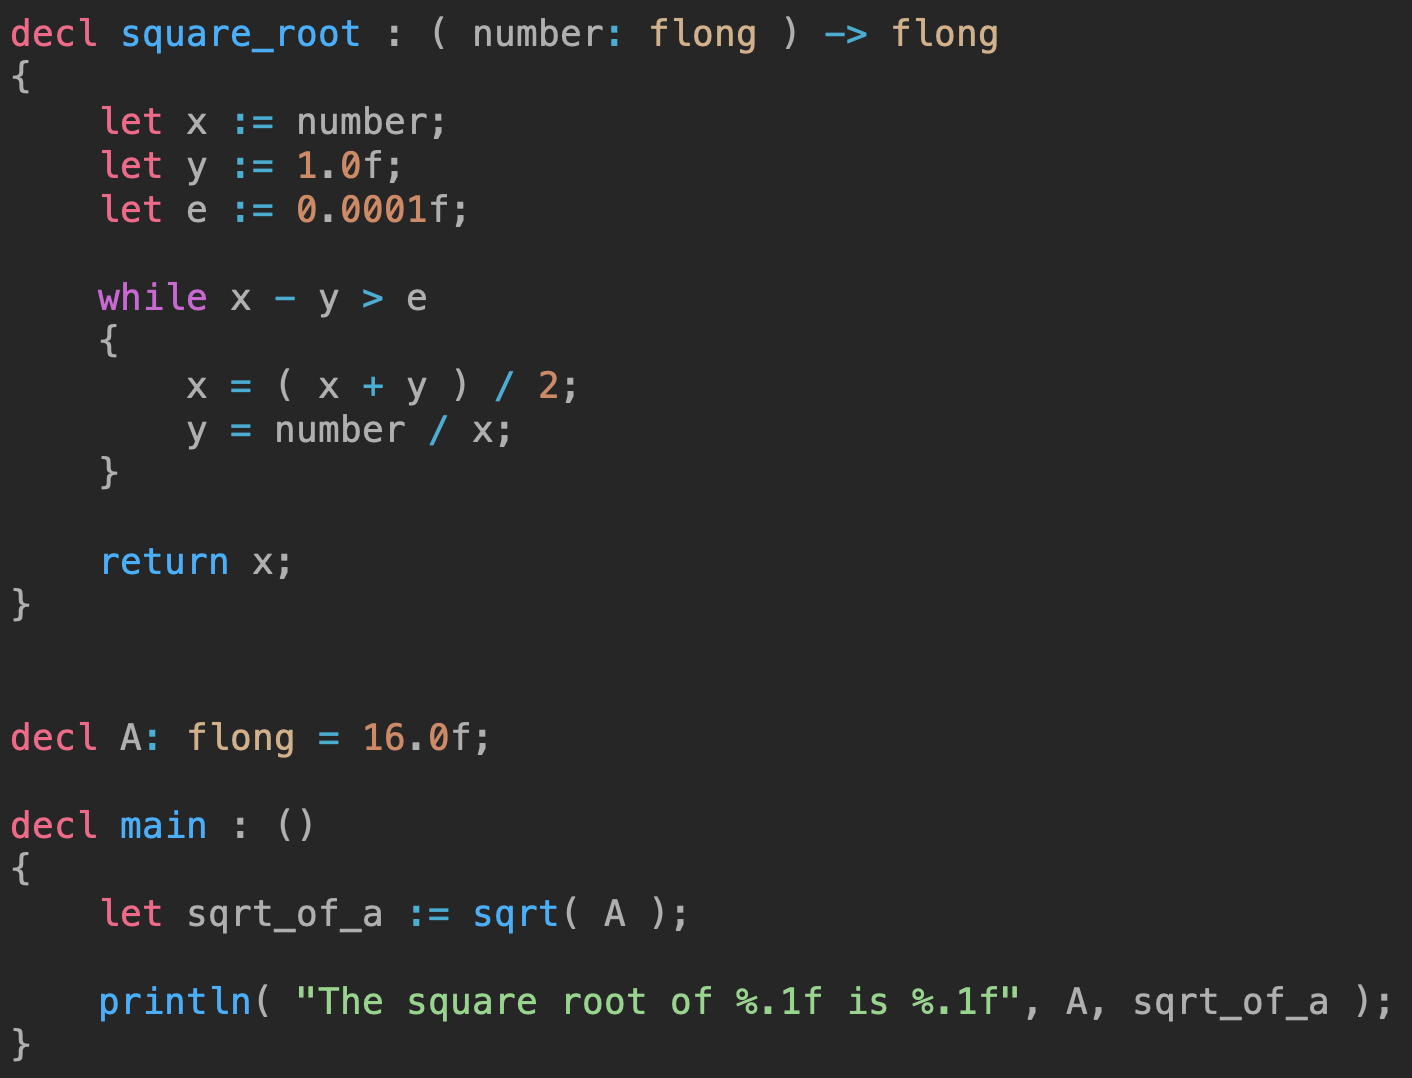 decl square_root : ( number: flong ) -> flong
{
    let x := number;
    let y := 1.0f;
    let e := 0.0001f;

    while x - y > e
    {
        x = ( x + y ) / 2;
        y = number / x;
    }

    return x;
}

decl A: flong = 16.0f;

decl main : ()
{
    let sqrt_of_a := sqrt( A );

    println( "The square root of %.1f is %.1f", A, sqrt_of_a );
}